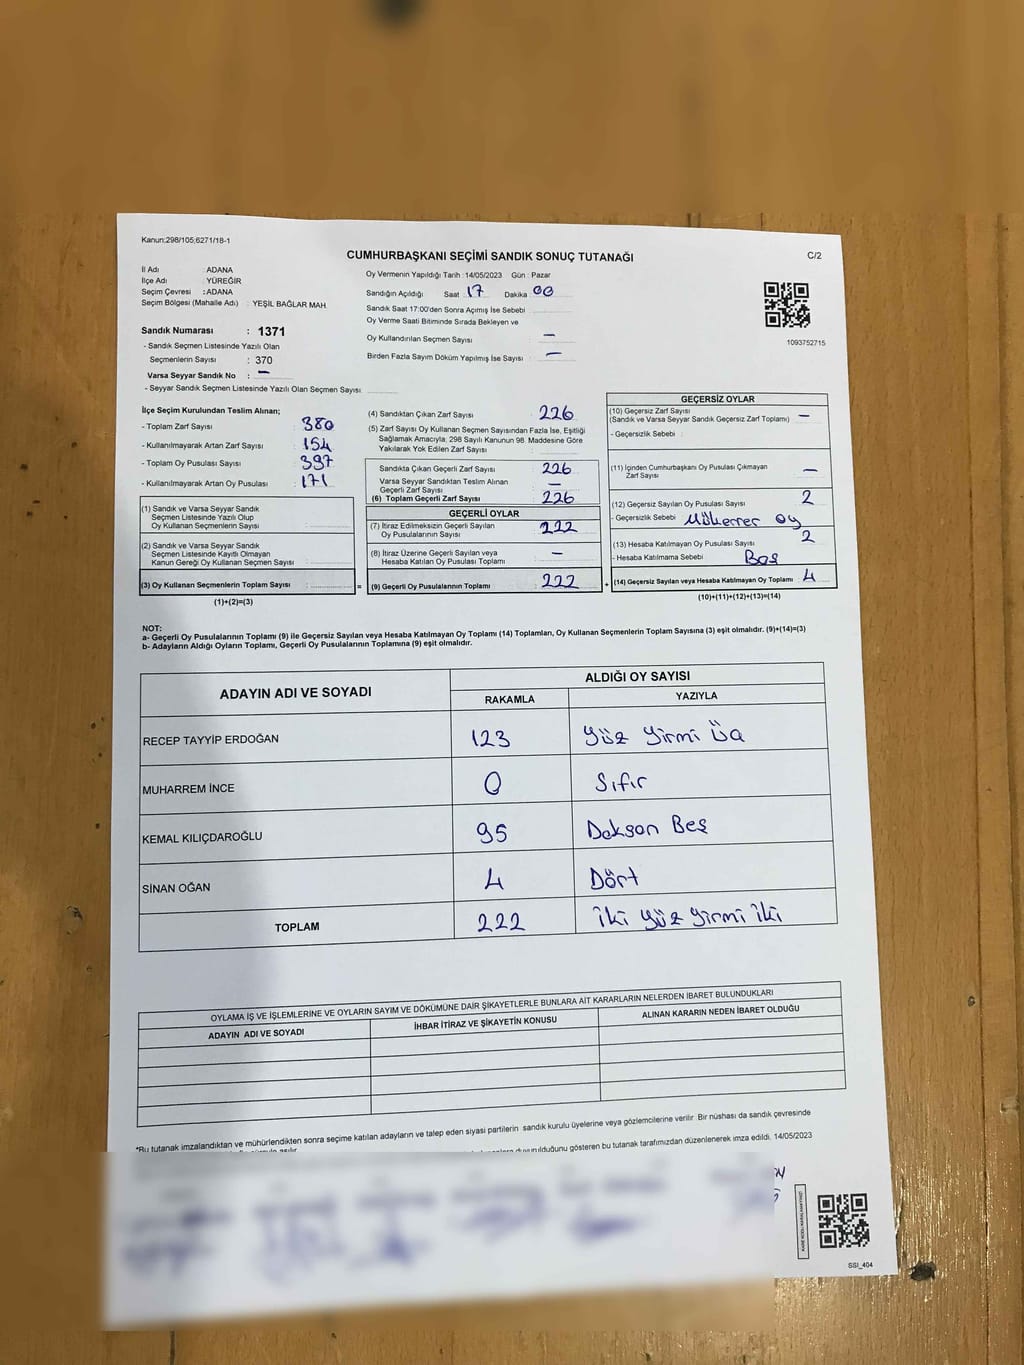 Kanun:298/105;6271/18-1
CUMHURBAŞKANI SEÇİMİ SANDIK SONUÇ TUTANAĞI
C/2
İl Adı : ADANA
İlçe Adı : YÜREĞİR
Seçim Çevresi : ADANA
Seçim Bölgesi (Mahalle Adı) : YEŞİL BAĞLAR MAH.
Sandık Numarası : 1371
- Sandık Seçmen Listesinde Yazılı Olan
Seçmenlerin Sayısı : 370
Varsa Seyyar Sandık No : –
- Seyyar Sandık Seçmen Listesinde Yazılı Olan Seçmen Sayısı
Oy Vermenin Yapıldığı Tarih : 14/05/2023 Gün : Pazar
Sandığın Açıldığı Saat 17 Dakika 00
Sandık Saat 17:00'den Sonra Açımış İse Sebebi
Oy Verme Saati Bitiminde Sırada Bekleyen ve
Oy Kullandırılan Seçmen Sayısı –
Birden Fazla Sayım Döküm Yapılmış İse Sayısı –
1093752715
İlçe Seçim Kurulundan Teslim Alınan;
- Toplam Zarf Sayısı : 380
- Kullanılmayarak Artan Zarf Sayısı : 154
- Toplam Oy Pusulası Sayısı : 397
- Kullanılmayarak Artan Oy Pusulası : 171
(1) Sandık ve Varsa Seyyar Sandık
Seçmen Listesinde Yazılı Olup
Oy Kullanan Seçmenlerin Sayısı
(2) Sandık ve Varsa Seyyar Sandık
Seçmen Listesinde Kayıtlı Olmayan
Kanun Gereği Oy Kullanan Seçmen Sayısı
(3) Oy Kullanan Seçmenlerin Toplam Sayısı =
(1)+(2)=(3)
(4) Sandıktan Çıkan Zarf Sayısı : 226
(5) Zarf Sayısı Oy Kullanan Seçmen Sayısından Fazla İse, Eşitliği
Sağlamak Amacıyla; 298 Sayılı Kanunun 98. Maddesine Göre
Yakılarak Yok Edilen Zarf Sayısı
Sandıkta Çıkan Geçerli Zarf Sayısı : 226
Varsa Seyyar Sandıktan Teslim Alınan
Geçerli Zarf Sayısı –
(6) Toplam Geçerli Zarf Sayısı : 226
GEÇERLİ OYLAR
(7) İtiraz Edilmeksizin Geçerli Sayılan
Oy Pusulalarının Sayısı 222
(8) İtiraz Üzerine Geçerli Sayılan veya
Hesaba Katılan Oy Pusulası Toplamı –
(9) Geçerli Oy Pusulalarının Toplamı : 222 +
GEÇERSİZ OYLAR
(10) Geçersiz Zarf Sayısı
(Sandık ve Varsa Seyyar Sandık Geçersiz Zarf Toplamı) –
- Geçersizlik Sebebi :
(11) İçinden Cumhurbaşkanı Oy Pusulası Çıkmayan
Zarf Sayısı –
(12) Geçersiz Sayılan Oy Pusulası Sayısı 2
- Geçersizlik Sebebi Mükerrer oy
(13) Hesaba Katılmayan Oy Pusulası Sayısı 2
- Hesaba Katılmama Sebebi Boş
(14) Geçersiz Sayılan veya Hesaba Katılmayan Oy Toplamı 4
(10)+(11)+(12)+(13)=(14)
NOT:
a- Geçerli Oy Pusulalarının Toplamı (9) ile Geçersiz Sayılan veya Hesaba Katılmayan Oy Toplamı (14) Toplamları, Oy Kullanan Seçmenlerin Toplam Sayısına (3) eşit olmalıdır. (9)+(14)=(3)
b- Adayların Aldığı Oyların Toplamı, Geçerli Oy Pusulalarının Toplamına (9) eşit olmalıdır.
ADAYIN ADI VE SOYADI
ALDIĞI OY SAYISI
RAKAMLA YAZIYLA
RECEP TAYYİP ERDOĞAN 123 yüz yirmi üç
MUHARREM İNCE 0 Sıfır
KEMAL KILIÇDAROĞLU 95 Doksan Beş
SİNAN OĞAN 4 Dört
TOPLAM 222 iki yüz yirmi iki
OYLAMA İŞ VE İŞLEMLERİNE VE OYLARIN SAYIM VE DÖKÜMÜNE DAİR ŞİKAYETLERLE BUNLARA AİT KARARLARIN NELERDEN İBARET BULUNDUKLARI
ADAYIN ADI VE SOYADI
İHBAR İTİRAZ VE ŞİKAYETİN KONUSU
ALINAN KARARIN NEDEN İBARET OLDUĞU
*Bu tutanak imzalandıktan ve mühürlendikten sonra seçime katılan adayların ve talep eden siyasi partilerin sandık kurulu üyelerine veya gözlemcilerine verilir. Bir nüshası da sandık çevresinde
duyurulduğunu gösteren bu tutanak tarafımızdan düzenlenerek imza edildi. 14/05/2023
SSI_404